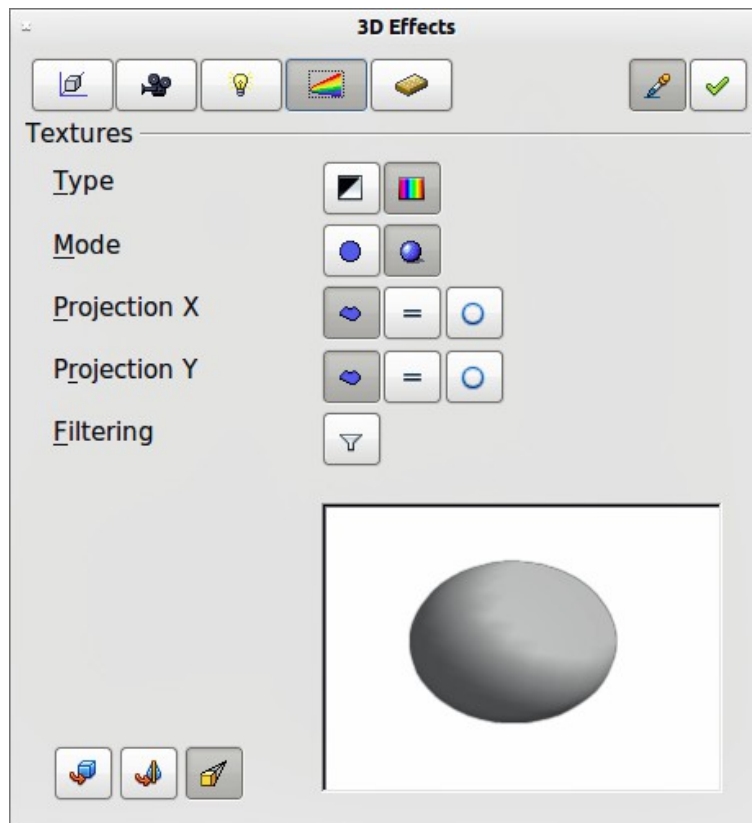 3D Effects
Textures
Type
Mode
Projection X
Projection Y
Filtering